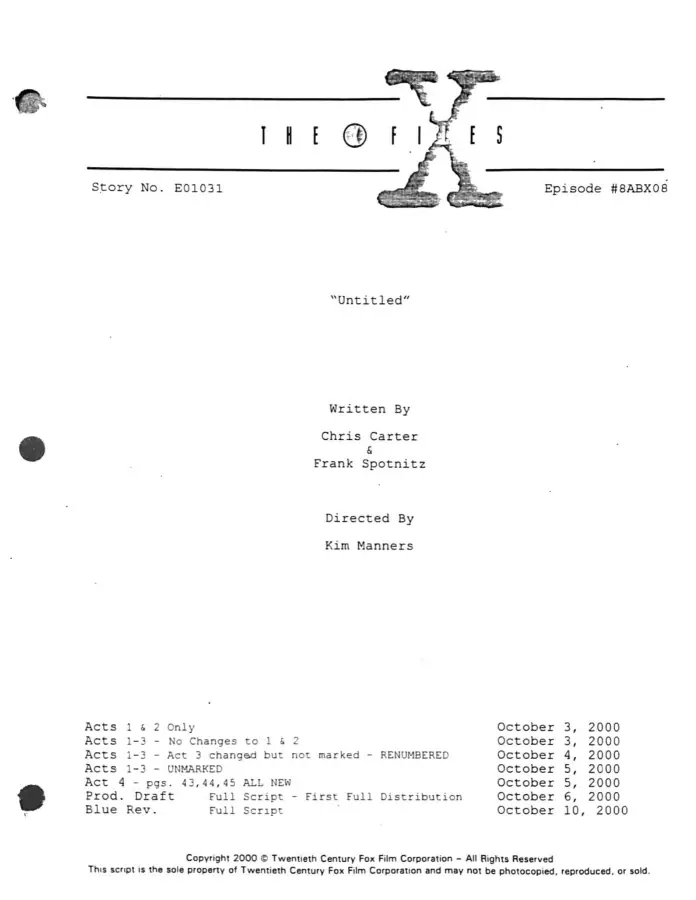 THE X FILES
Story No. E01031 Episode #8ABX08
"Untitled"
Written By
Chris Carter
&
Frank Spotnitz
Directed By
Kim Manners
Acts 1 & 2 Only October 3, 2000
Acts 1-3 - No Changes to 1 & 2 October 3, 2000
Acts 1-3 - Act 3 changed but not marked - RENUMBERED October 4, 2000
Acts 1-3 - UNMARKED October 5, 2000
Act 4 - pgs. 43,44,45 ALL NEW October 5, 2000
Prod. Draft Full Script - First Full Distribution October 6, 2000
Blue Rev. Full Script October 10, 2000
Copyright 2000 © Twentieth Century Fox Film Corporation - All Rights Reserved
This script is the sole property of Twentieth Century Fox Film Corporation and may not be photocopied, reproduced, or sold.